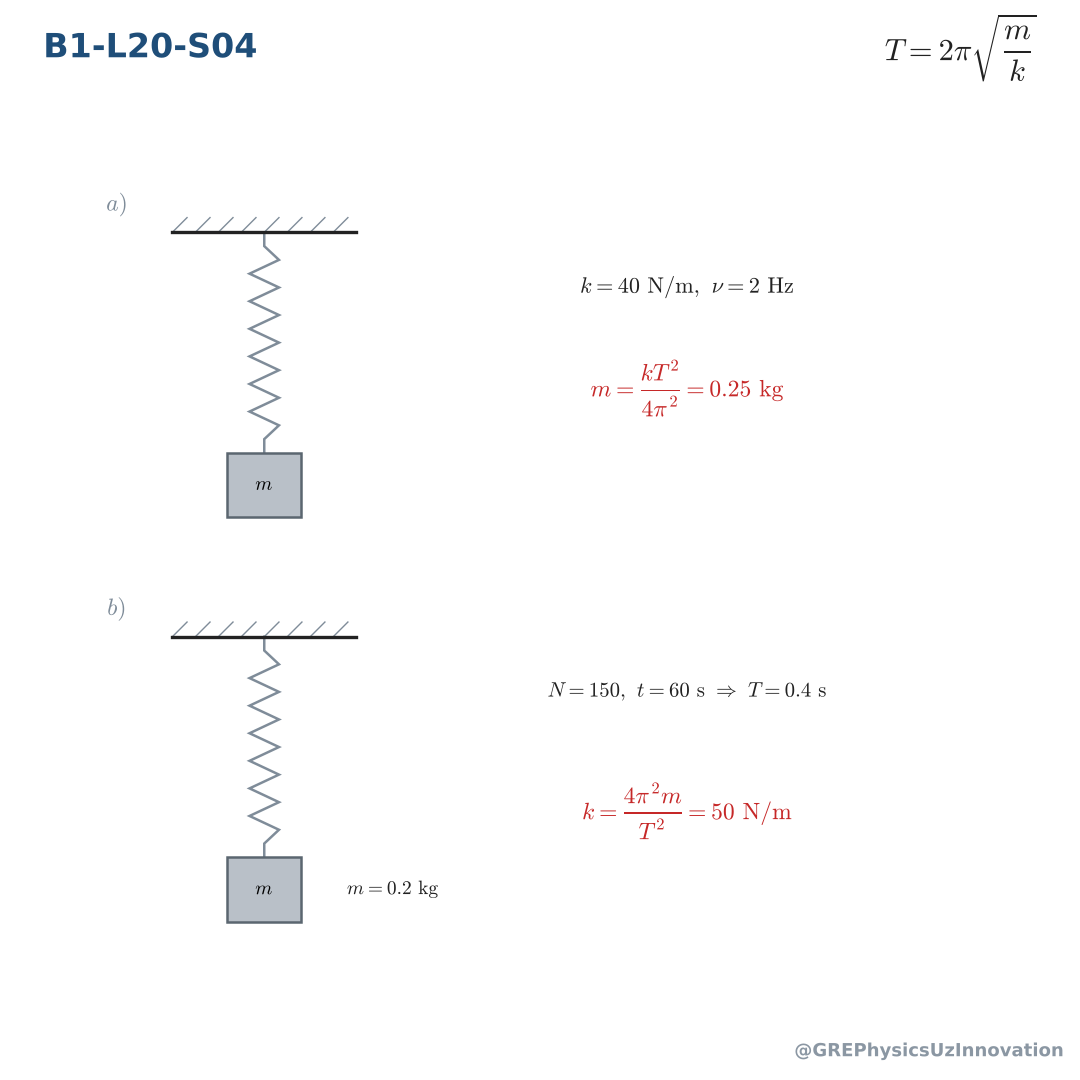 B1-L20-S04
T = 2π√(m/k)
a)
k = 40 N/m, ν = 2 Hz
m = kT²/4π² = 0.25 kg
m
b)
N = 150, t = 60 s ⇒ T = 0.4 s
k = 4π²m/T² = 50 N/m
m
m = 0.2 kg
@GREPhysicsUzInnovation